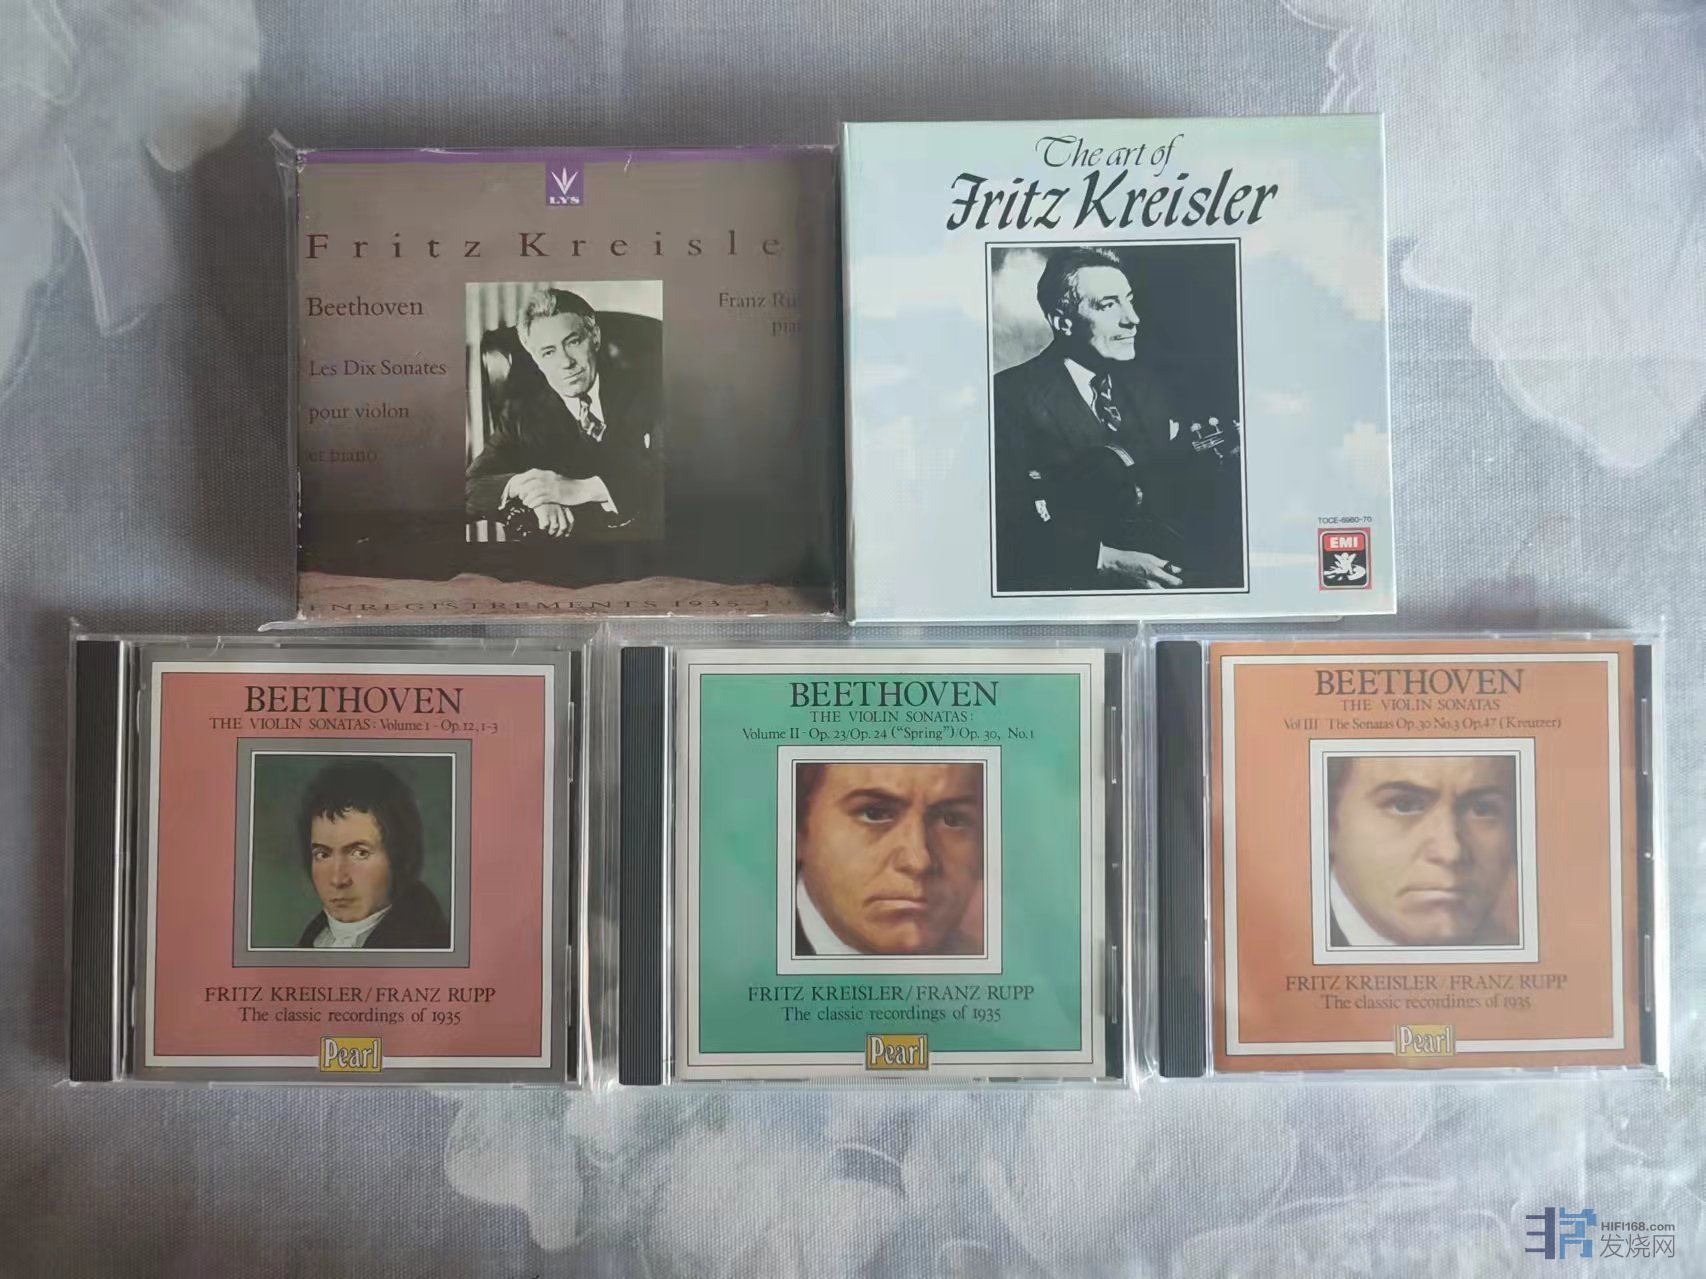 LYS
Fritz Kreisle
Beethoven
Franz Ru
pia
Les Dix Sonates
pour violon
et piano
ENREGISTREMENTS 1935-19
The art of
Fritz Kreisler
TOCE-6960-70
EMI
BEETHOVEN
THE VIOLIN SONATAS: Volume 1 - Op.12, 1-3
FRITZ KREISLER/FRANZ RUPP
The classic recordings of 1935
Pearl
BEETHOVEN
THE VIOLIN SONATAS:
Volume II - Op. 23/Op. 24 ("Spring")/Op. 30, No.1
FRITZ KREISLER/FRANZ RUPP
The classic recordings of 1935
Pearl
BEETHOVEN
THE VIOLIN SONATAS
Vol III The Sonatas Op.30 No.3 Op.47 (Kreutzer)
FRITZ KREISLER/FRANZ RUPP
The classic recordings of 1935
Pearl
HIFI168.com
发烧网